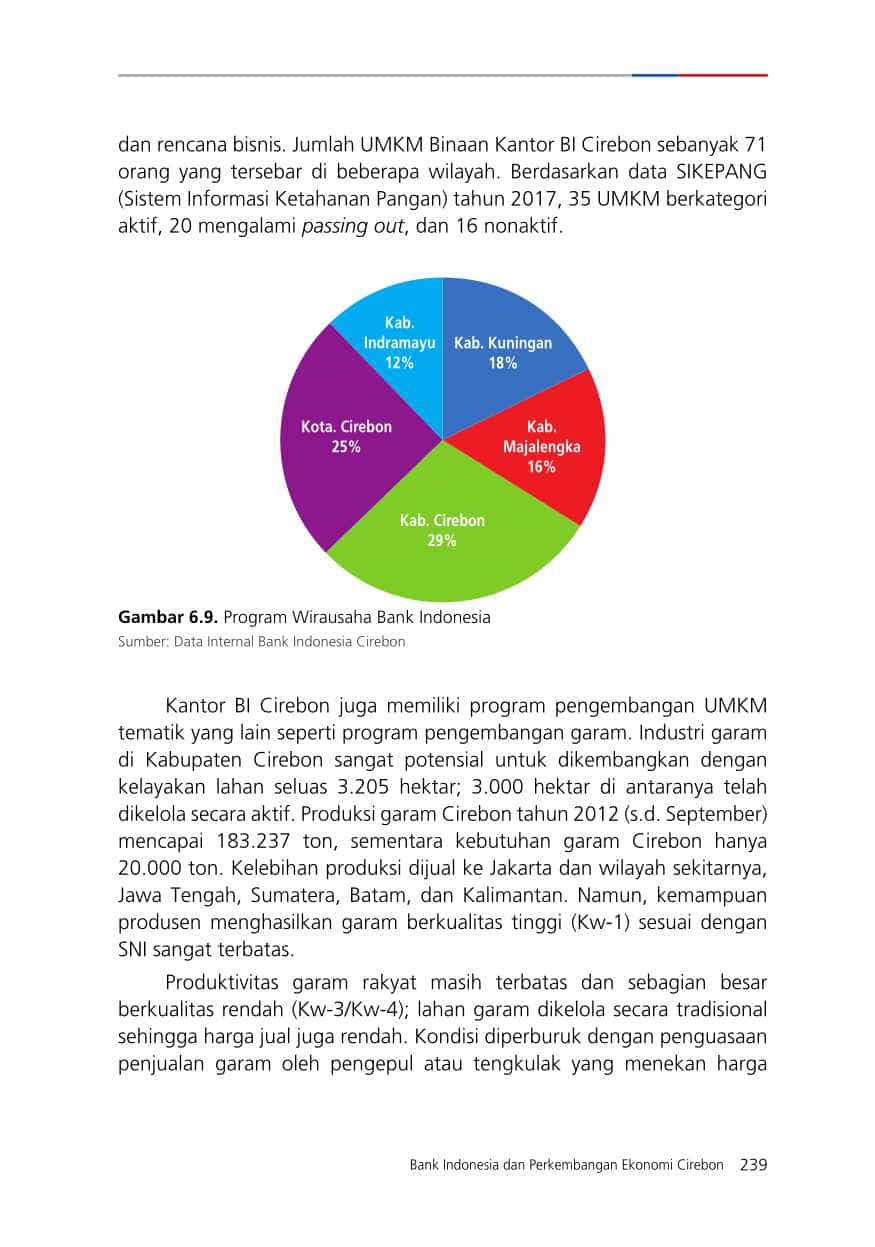 dan rencana bisnis. Jumlah UMKM Binaan Kantor BI Cirebon sebanyak 71
orang yang tersebar di beberapa wilayah. Berdasarkan data SIKEPANG
(Sistem Informasi Ketahanan Pangan) tahun 2017, 35 UMKM berkategori
aktif, 20 mengalami passing out, dan 16 nonaktif.
Kab.
Indramayu
12%
Kab. Kuningan
18%
Kota. Cirebon
25%
Kab.
Majalengka
16%
Kab. Cirebon
29%
Gambar 6.9. Program Wirausaha Bank Indonesia
Sumber: Data Internal Bank Indonesia Cirebon
Kantor BI Cirebon juga memiliki program pengembangan UMKM
tematik yang lain seperti program pengembangan garam. Industri garam
di Kabupaten Cirebon sangat potensial untuk dikembangkan dengan
kelayakan lahan seluas 3.205 hektar; 3.000 hektar di antaranya telah
dikelola secara aktif. Produksi garam Cirebon tahun 2012 (s.d. September)
mencapai 183.237 ton, sementara kebutuhan garam Cirebon hanya
20.000 ton. Kelebihan produksi dijual ke Jakarta dan wilayah sekitarnya,
Jawa Tengah, Sumatera, Batam, dan Kalimantan. Namun, kemampuan
produsen menghasilkan garam berkualitas tinggi (Kw-1) sesuai dengan
SNI sangat terbatas.
Produktivitas garam rakyat masih terbatas dan sebagian besar
berkualitas rendah (Kw-3/Kw-4); lahan garam dikelola secara tradisional
sehingga harga jual juga rendah. Kondisi diperburuk dengan penguasaan
penjualan garam oleh pengepul atau tengkulak yang menekan harga
Bank Indonesia dan Perkembangan Ekonomi Cirebon 239